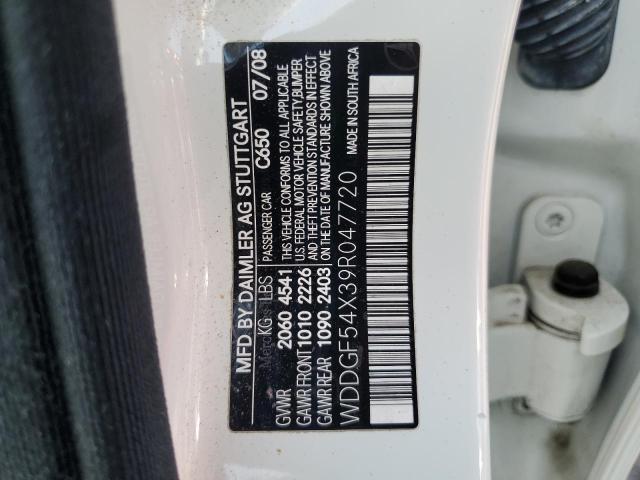 MFD BY DAIMLER AG STUTTGART
PASSENGER CAR C650 07/08
KG LBS
GVWR 2060 4541
GAWR FRONT 1010 2226
GAWR REAR 1090 2403
THIS VEHICLE CONFORMS TO ALL APPLICABLE
U.S. FEDERAL MOTOR VEHICLE SAFETY, BUMPER
AND THEFT PREVENTION STANDARDS IN EFFECT
ON THE DATE OF MANUFACTURE SHOWN ABOVE
WDDGF54X39R047720 MADE IN SOUTH AFRICA